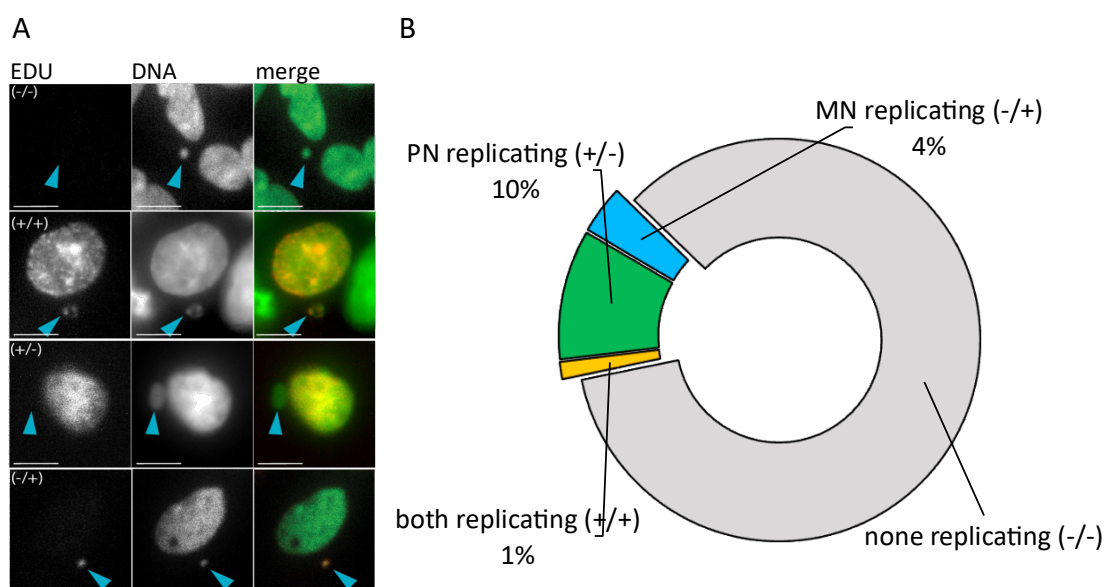 A
B
EDU DNA merge
(-/-)
(+/+)
(+/-)
(-/+)
MN replicating (-/+)
4%
PN replicating (+/-)
10%
both replicating (+/+)
1%
none replicating (-/-)